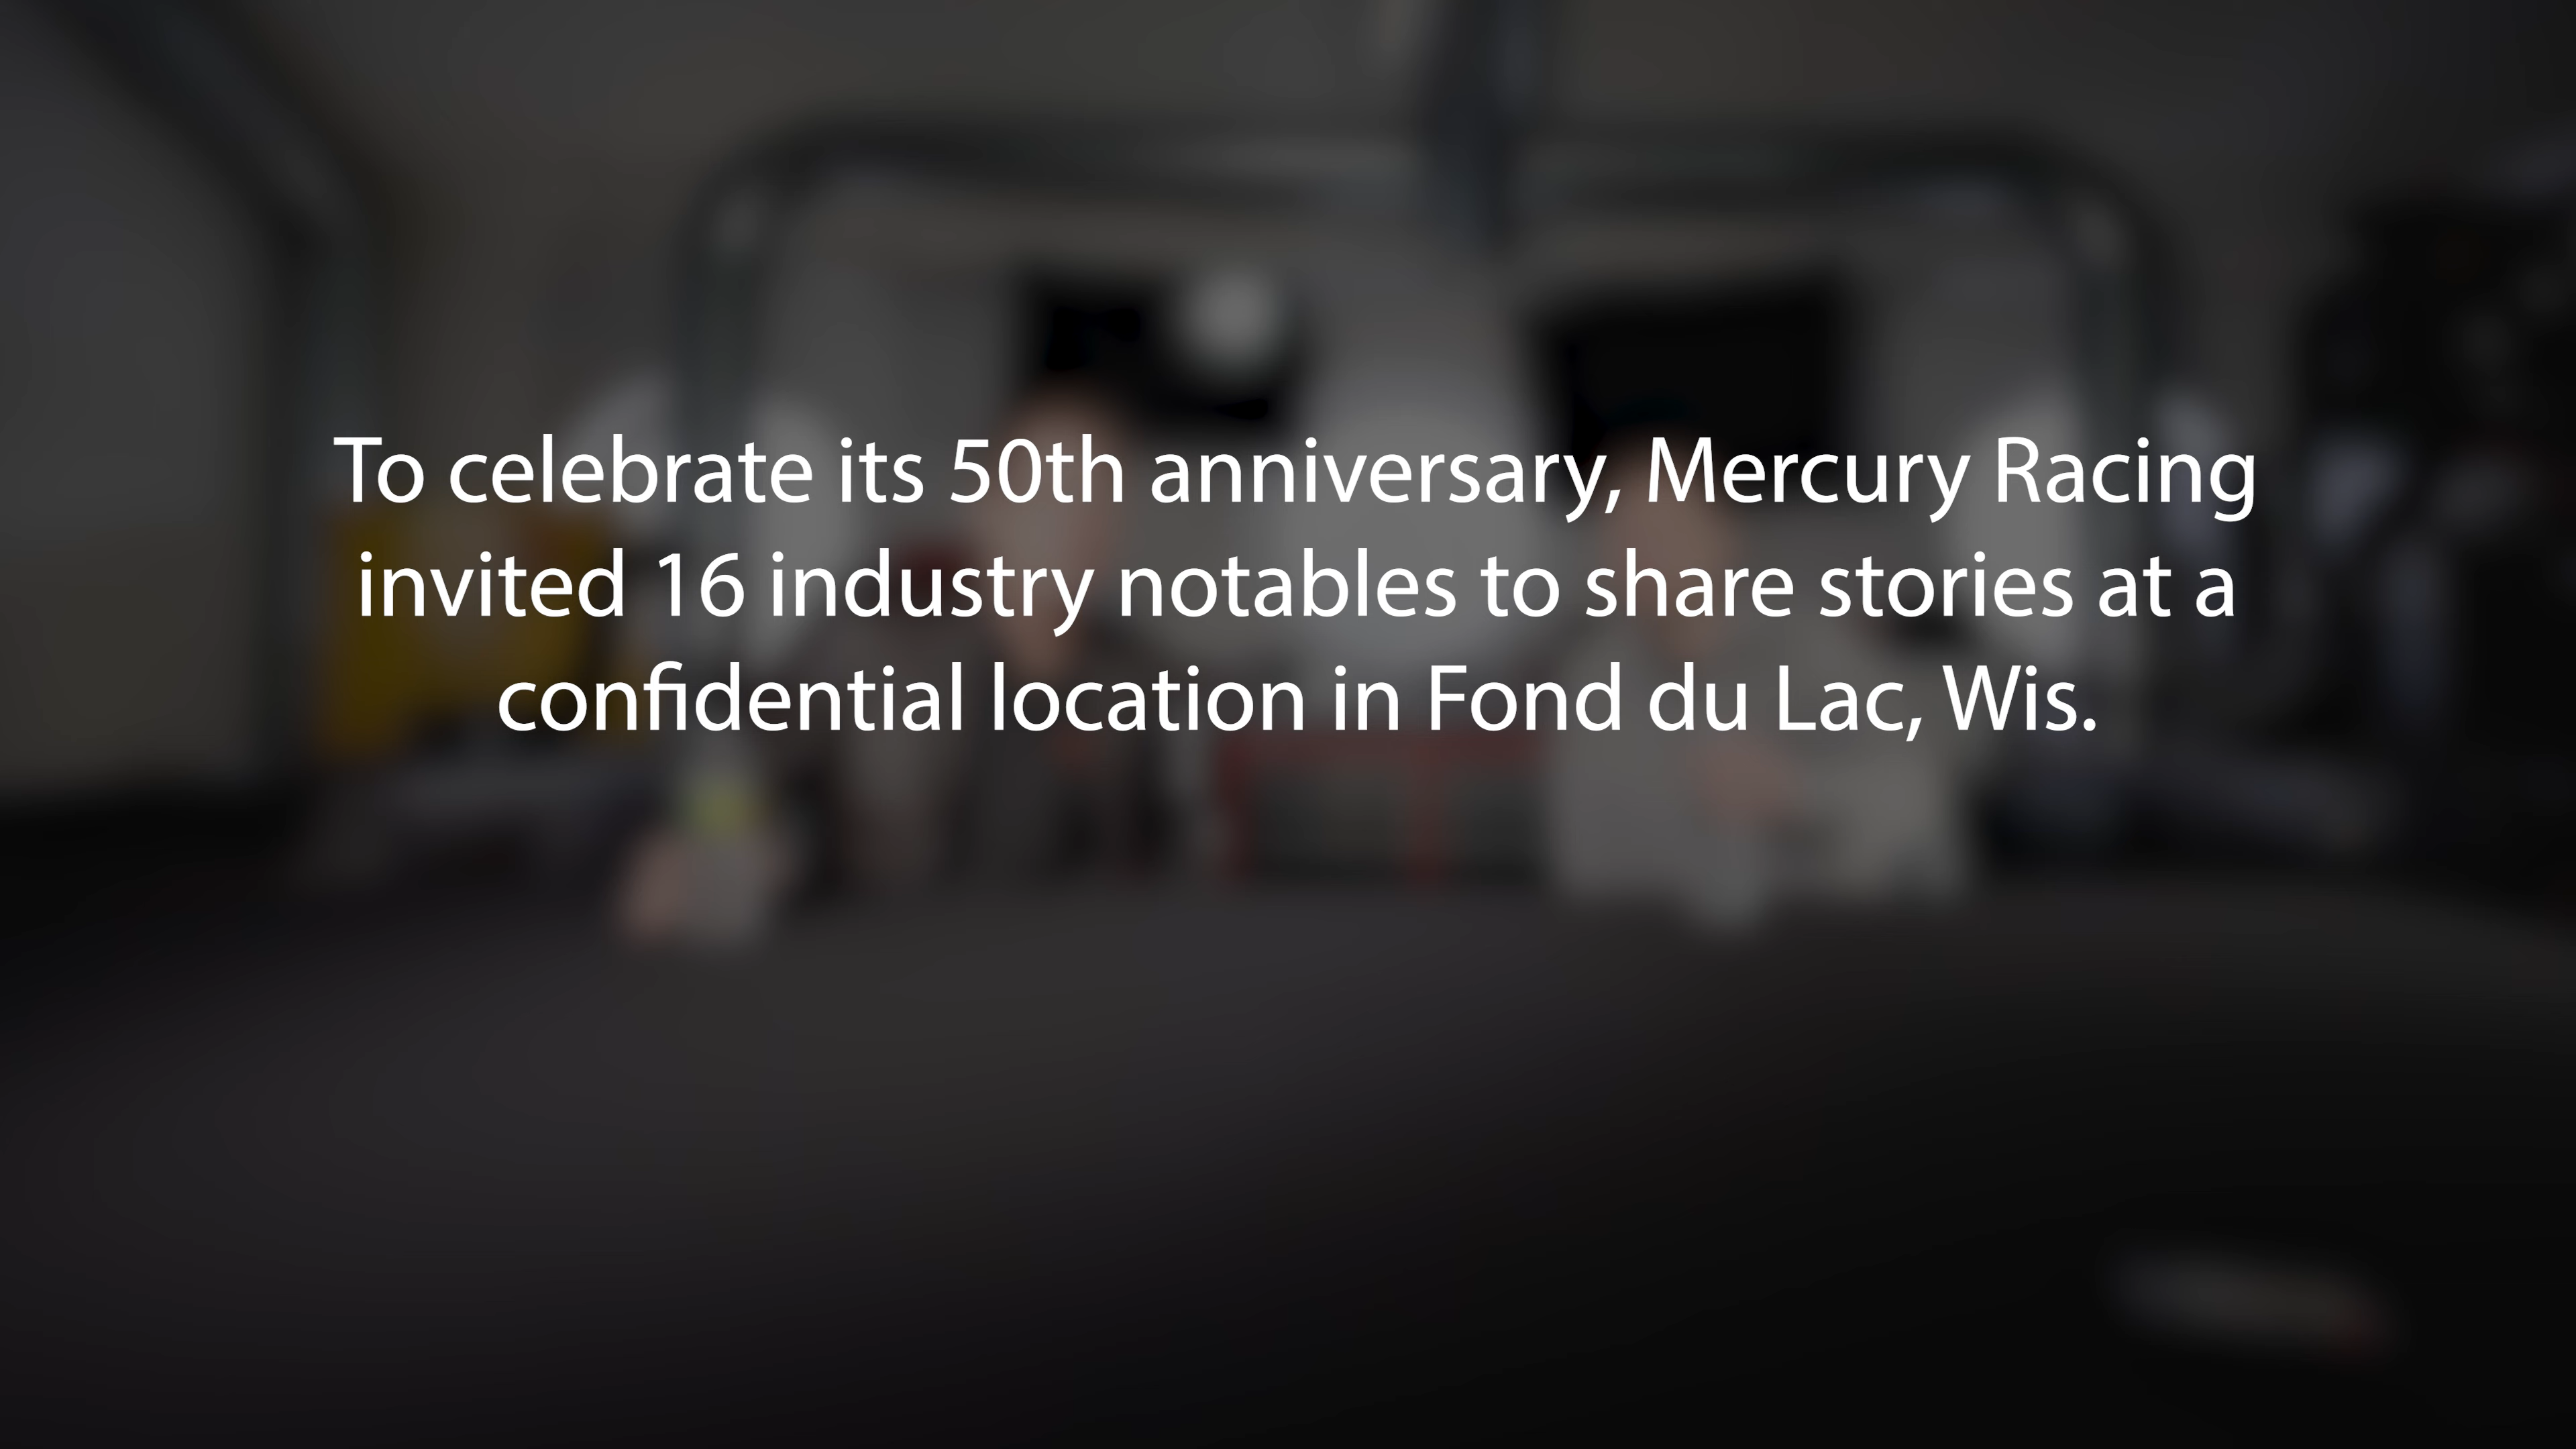 To celebrate its 50th anniversary, Mercury Racing
invited 16 industry notables to share stories at a
confidential location in Fond du Lac, Wis.